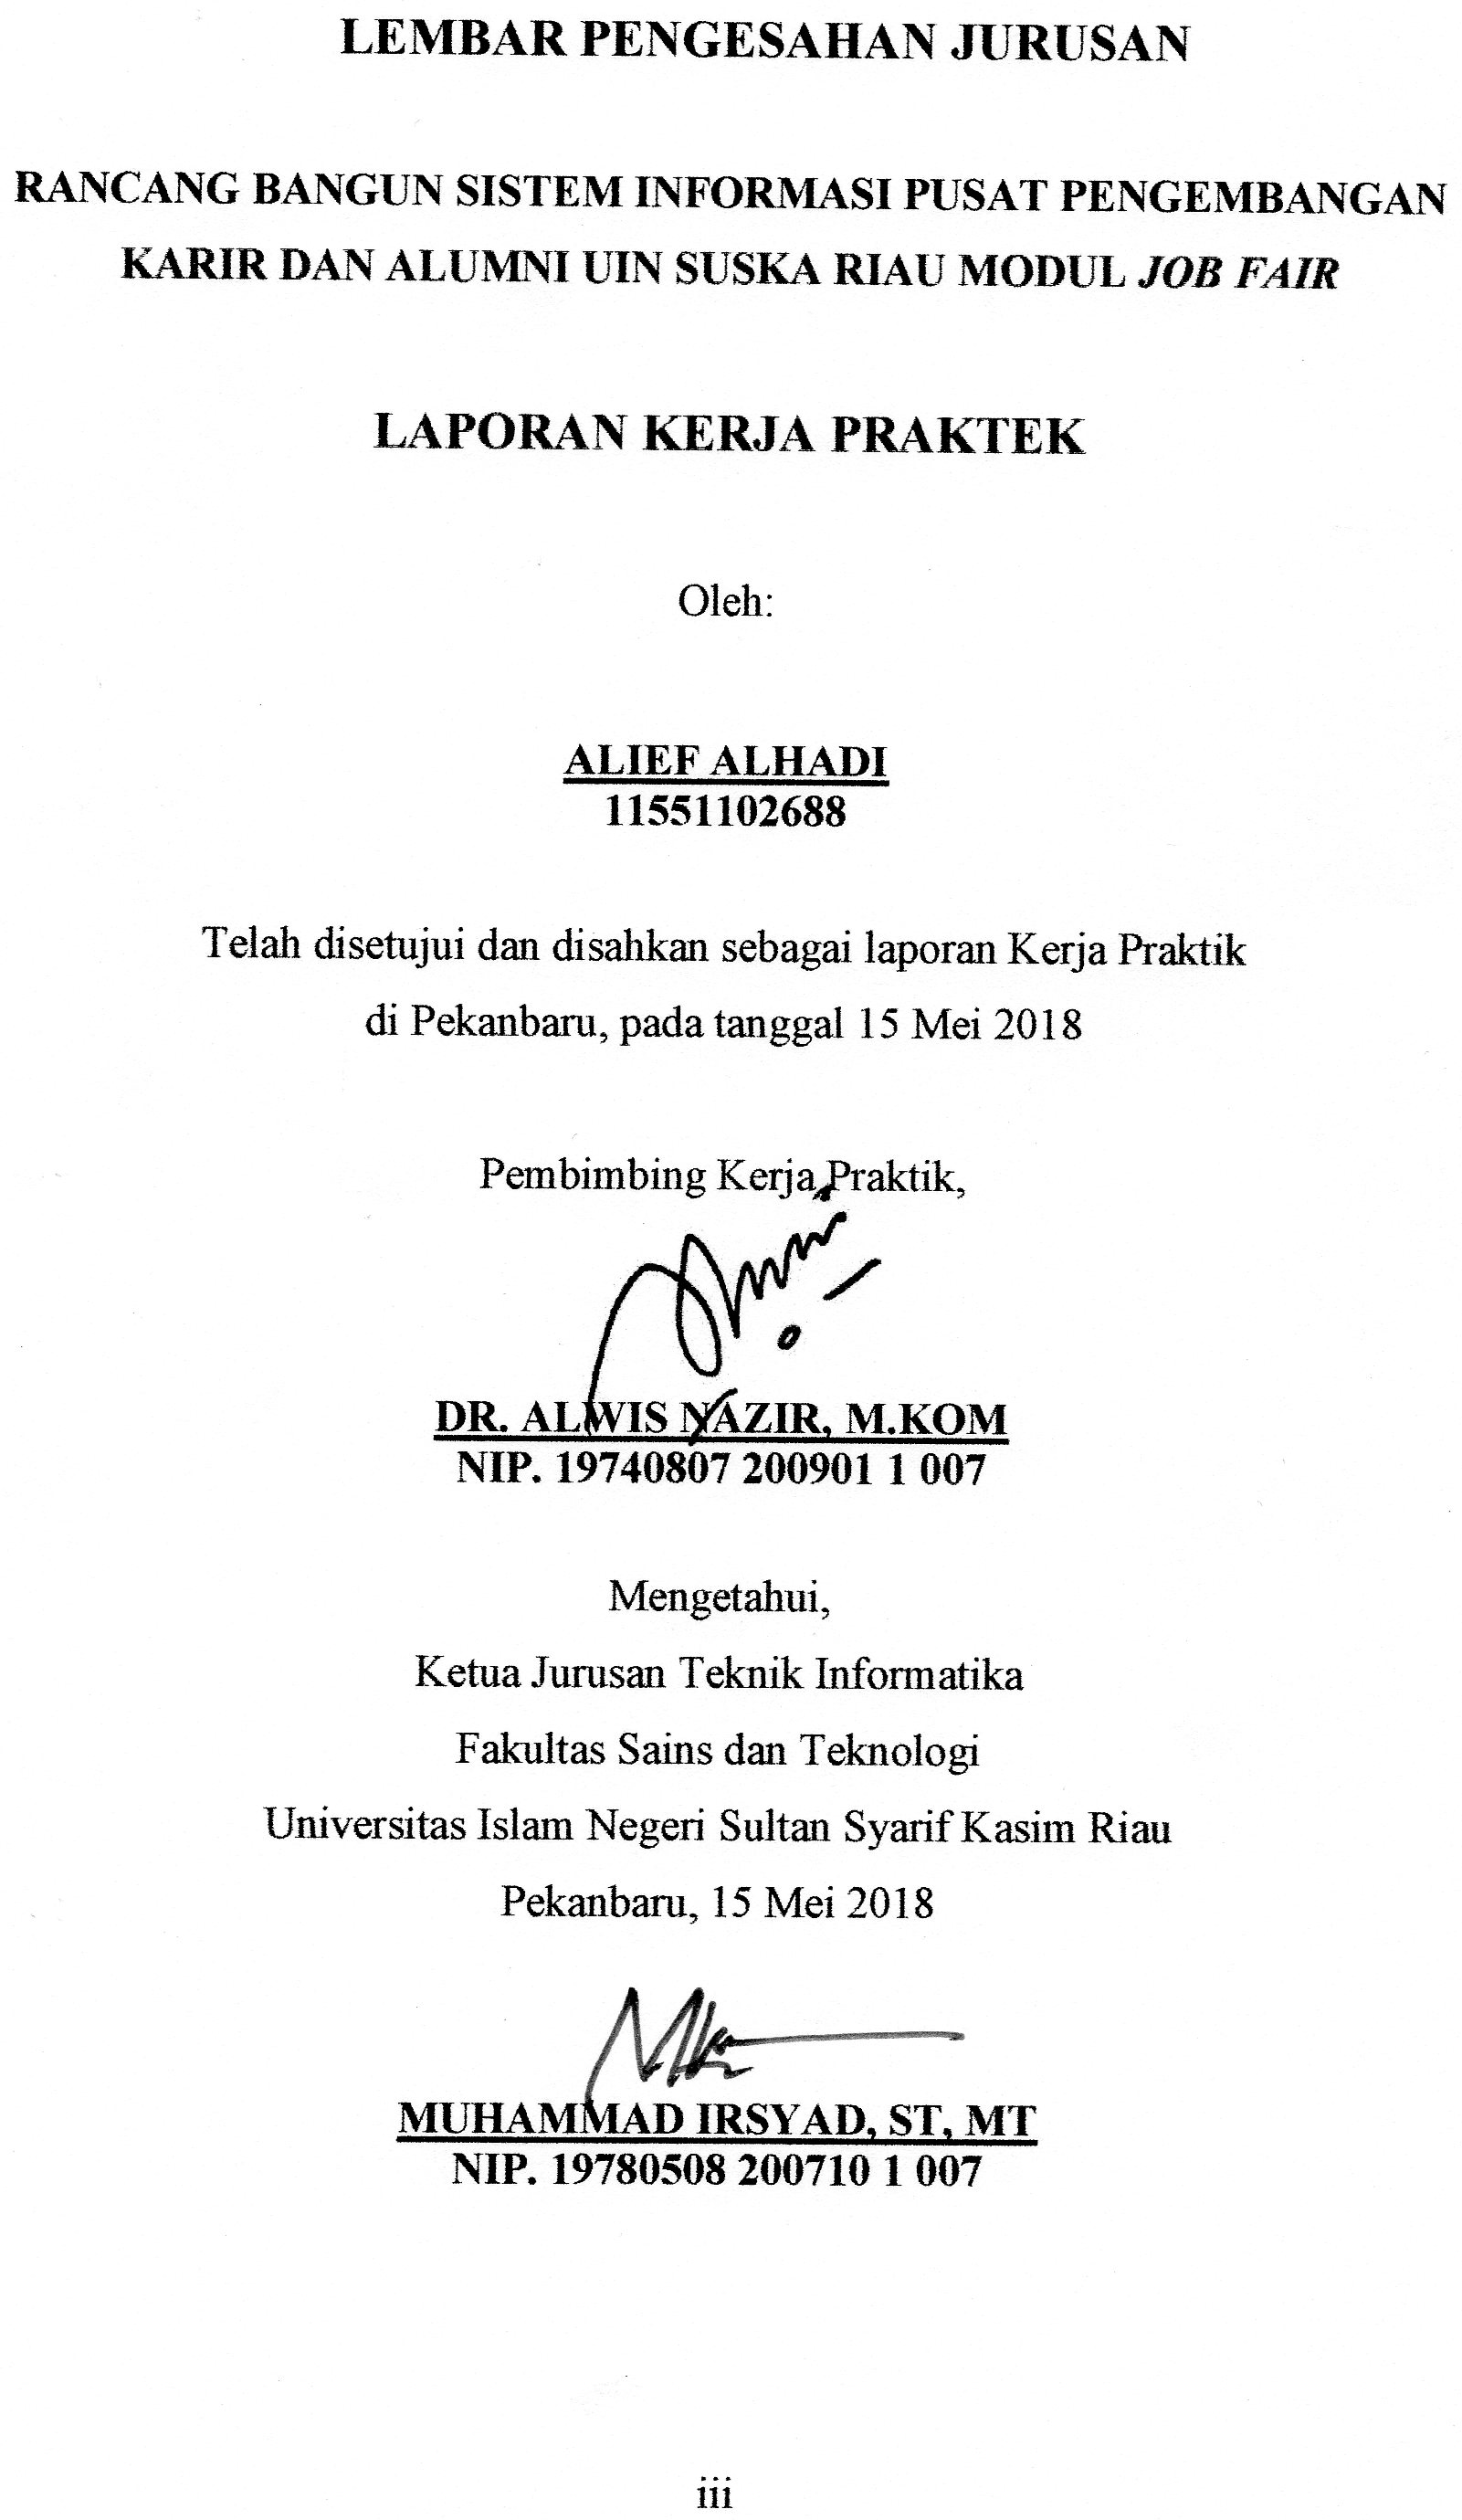 LEMBAR PENGESAHAN JURUSAN
RANCANG BANGUN SISTEM INFORMASI PUSAT PENGEMBANGAN
KARIR DAN ALUMNI UIN SUSKA RIAU MODUL JOB FAIR
LAPORAN KERJA PRAKTEK
Oleh:
ALIEF ALHADI
11551102688
Telah disetujui dan disahkan sebagai laporan Kerja Praktik
di Pekanbaru, pada tanggal 15 Mei 2018
Pembimbing Kerja Praktik,
DR. ALWIS NAZIR, M.KOM
NIP. 19740807 200901 1 007
Mengetahui,
Ketua Jurusan Teknik Informatika
Fakultas Sains dan Teknologi
Universitas Islam Negeri Sultan Syarif Kasim Riau
Pekanbaru, 15 Mei 2018
MUHAMMAD IRSYAD, ST, MT
NIP. 19780508 200710 1 007
iii